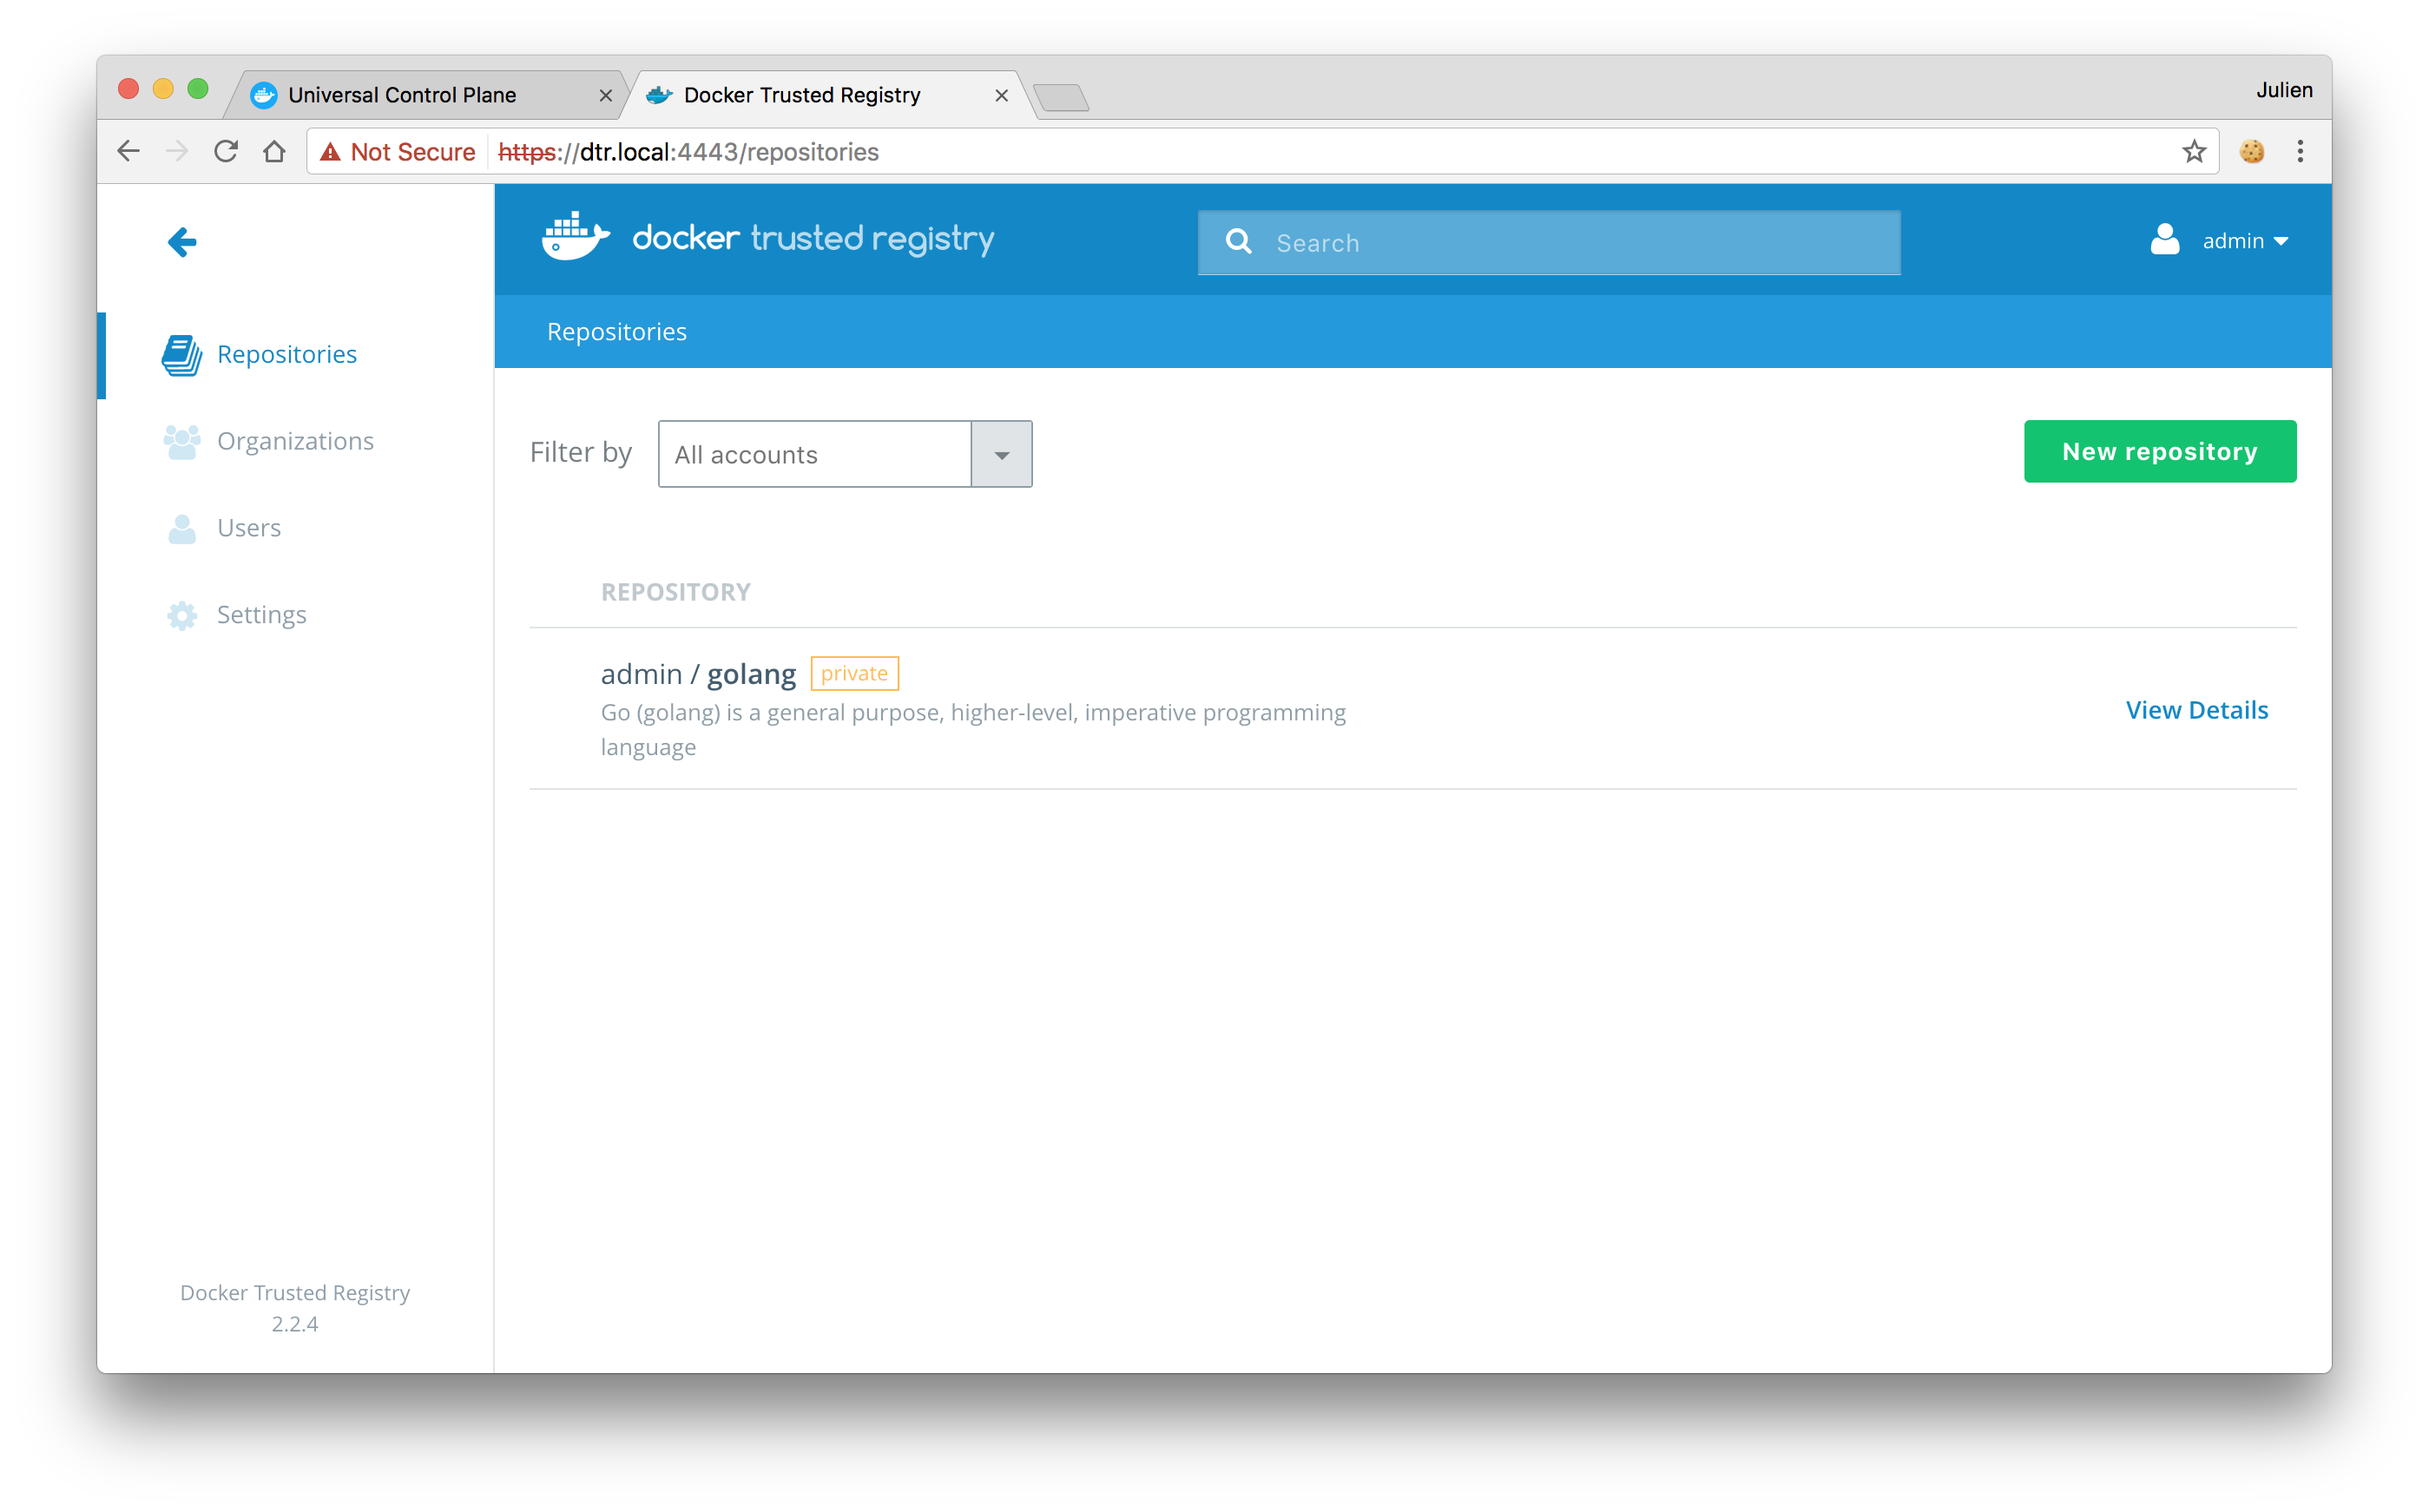 Universal Control Plane
Docker Trusted Registry
Julien
Not Secure https://dtr.local:4443/repositories
docker trusted registry
Search
admin
Repositories
Repositories
Organizations
Users
Settings
Filter by
All accounts
New repository
REPOSITORY
admin / golang private
Go (golang) is a general purpose, higher-level, imperative programming
language
View Details
Docker Trusted Registry
2.2.4